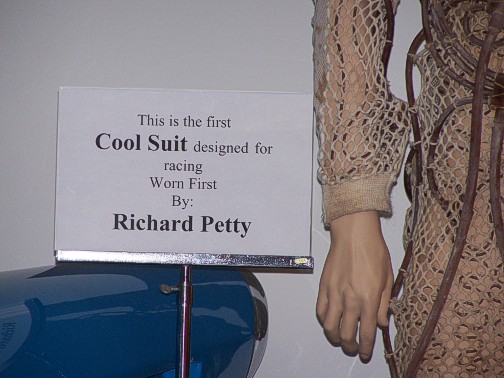 This is the first
Cool Suit designed for
racing
Worn First
By:
Richard Petty